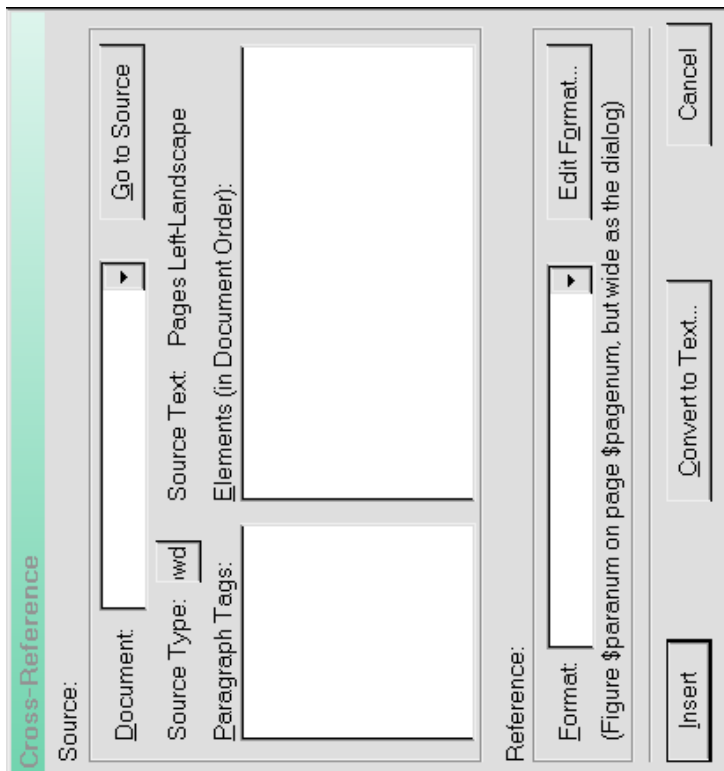 Cross-Reference
Source:
Document: Go to Source
Source Type: Source Text: Pages Left-Landscape
Paragraph Tags: Elements (in Document Order):
Reference:
Format: Edit Format...
(Figure $paranum on page $pagenum, but wide as the dialog)
Insert Convert to Text... Cancel